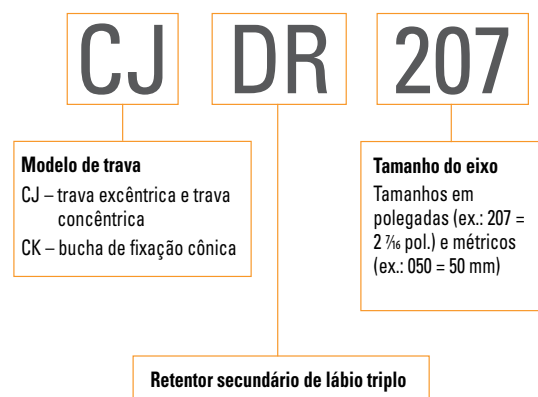 CJ DR 207
Modelo de trava
CJ – trava excêntrica e trava
concêntrica
CK – bucha de fixação cônica
Tamanho do eixo
Tamanhos em
polegadas (ex.: 207 =
2 7⁄16 pol.) e métricos
(ex.: 050 = 50 mm)
Retentor secundário de lábio triplo